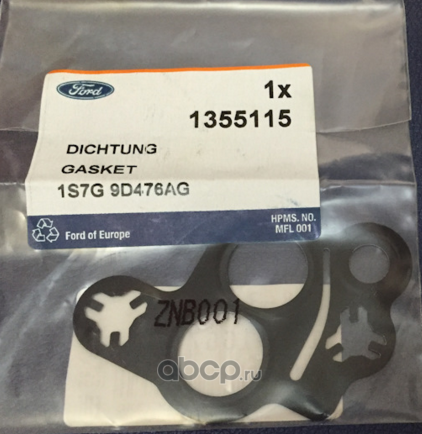 Ford
1x
1355115
DICHTUNG
GASKET
1S7G 9D476AG
HPMS. NO.
MFL 001
Ford of Europe
ZNB001
abcp.ru